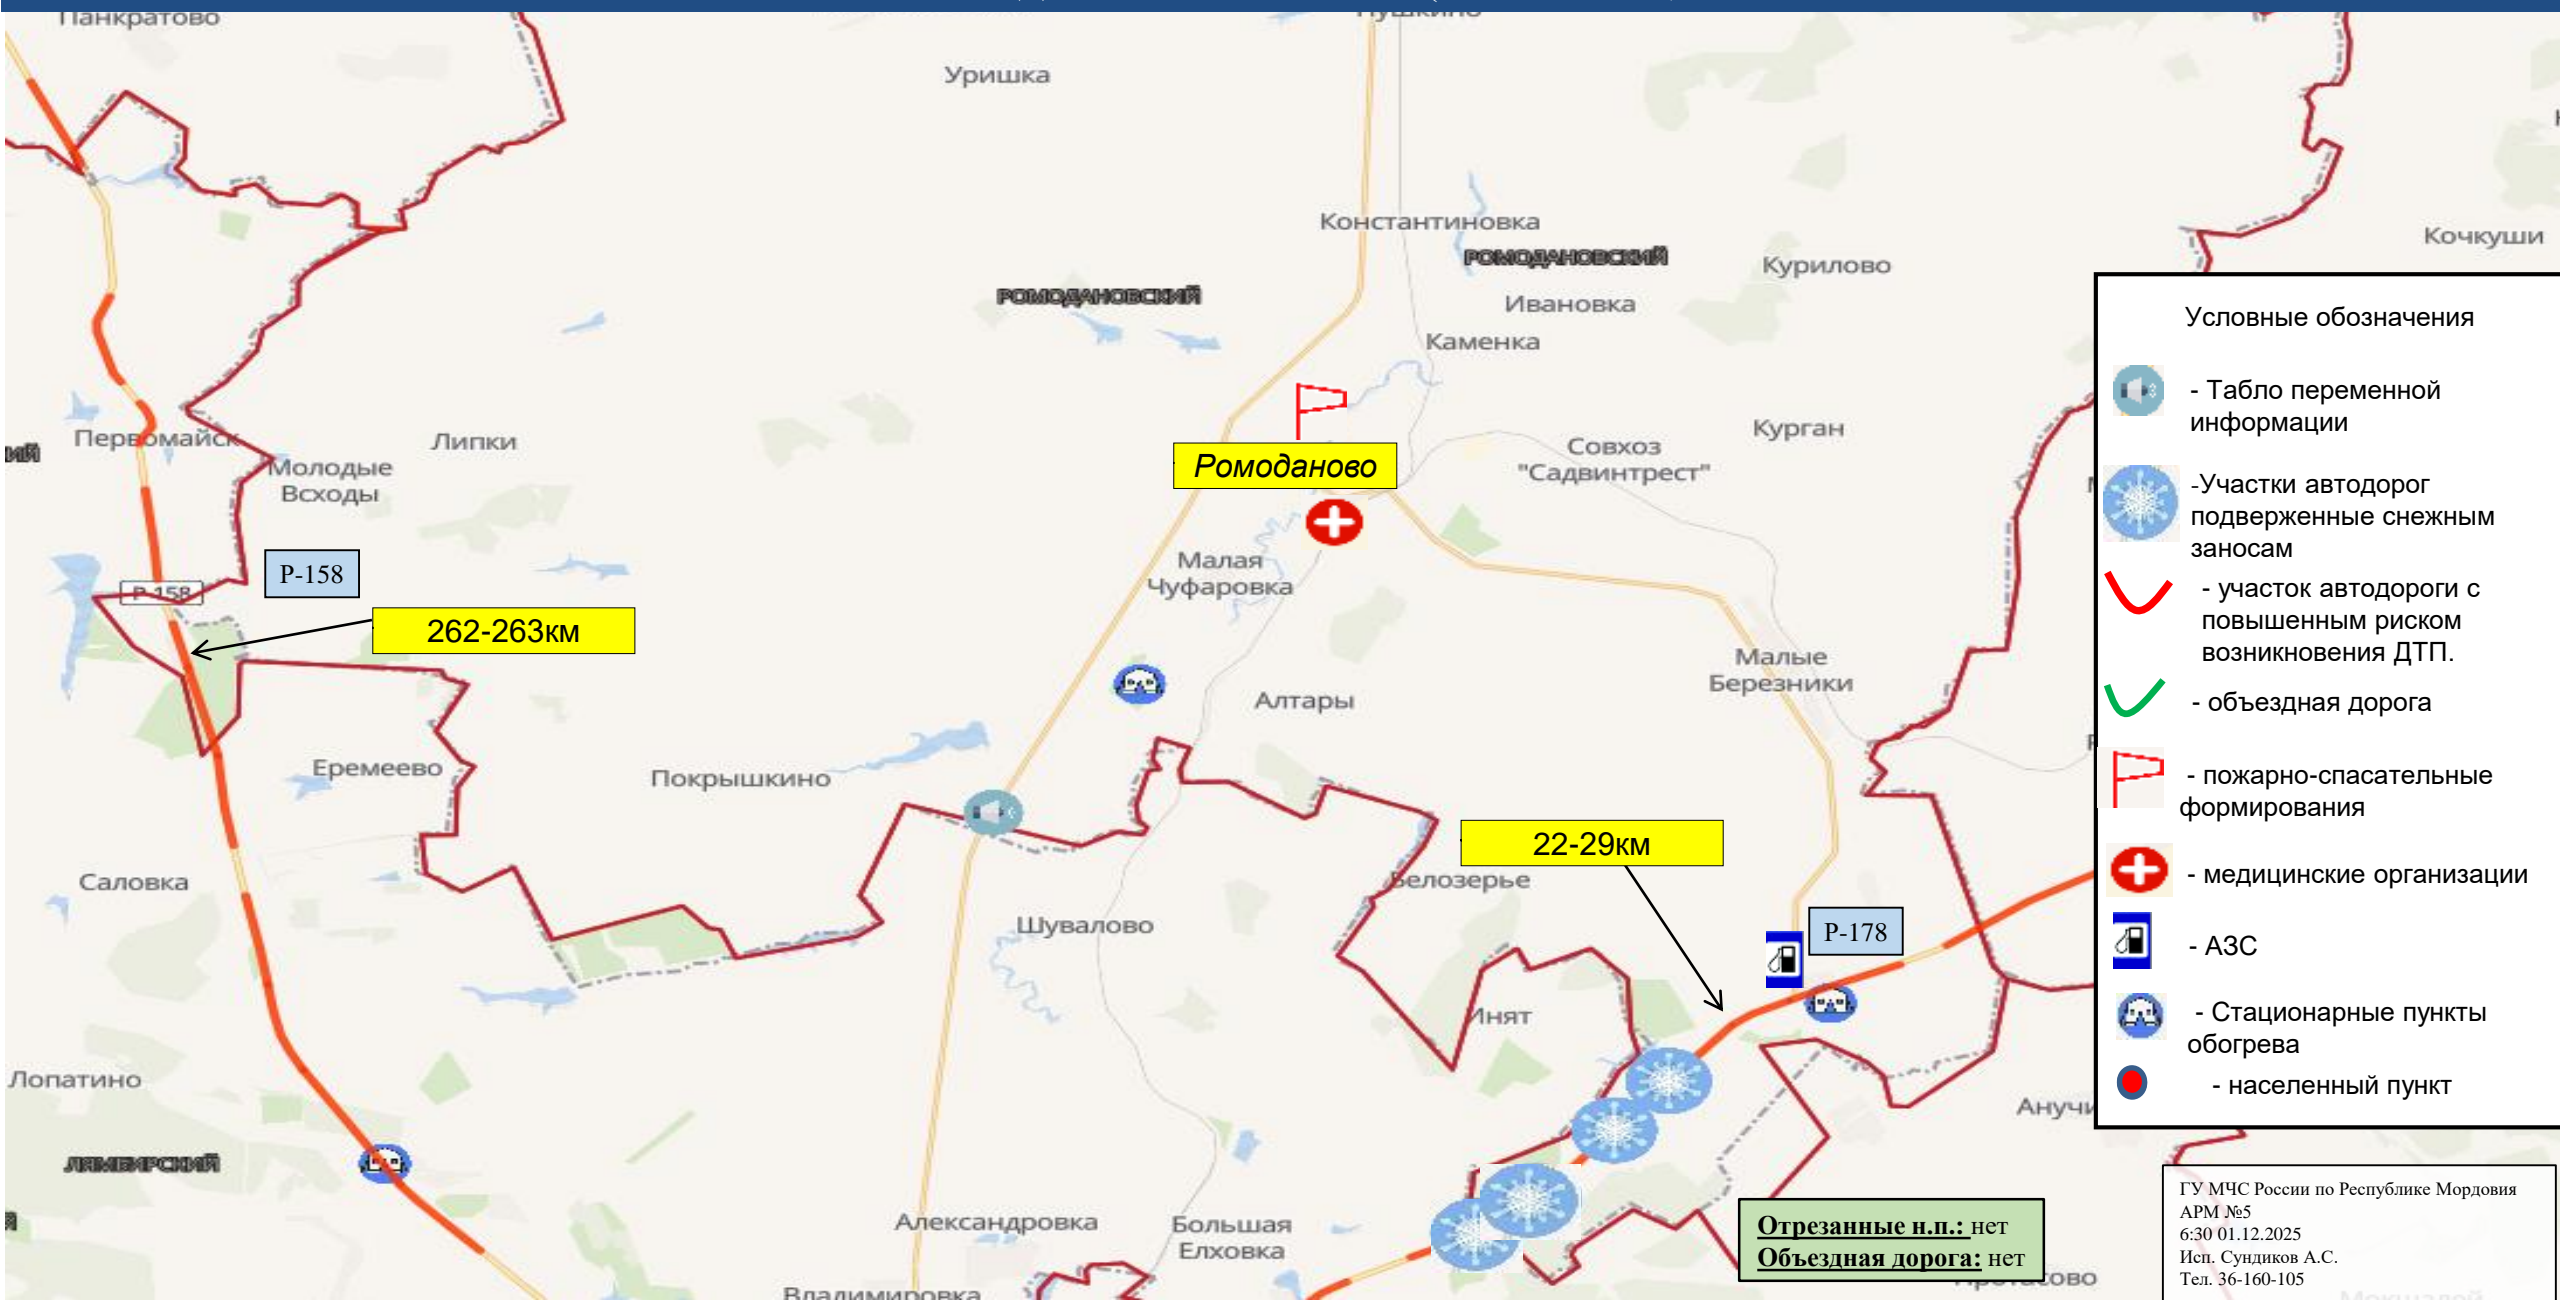 Панкратово
Уришка
Константиновка
РОМОДАНОВСКИЙ
Кочкуши
Курилово
РОМОДАНОВСКИЙ
Ивановка
Каменка
Первомайск
Липки
Молодые
Всходы
Ромоданово
Совхоз
"Садвинтрест"
Курган
Р-158
Р-158
262-263км
Малая
Чуфаровка
Малые
Березники
Алтары
Еремеево
Покрышкино
22-29км
Белозерье
Саловка
Шувалово
Р-178
Инят
Лопатино
ЛЯМБИРСКИЙ
Александровка
Большая
Елховка
Владимировка
Условные обозначения
- Табло переменной
информации
-Участки автодорог
подверженные снежным
заносам
- участок автодороги с
повышенным риском
возникновения ДТП.
- объездная дорога
- пожарно-спасательные
формирования
- медицинские организации
- АЗС
- Стационарные пункты
обогрева
- населенный пункт
Отрезанные н.п.: нет
Объездная дорога: нет
ГУ МЧС России по Республике Мордовия
АРМ №5
6:30 01.12.2025
Исп. Сундиков А.С.
Тел. 36-160-105